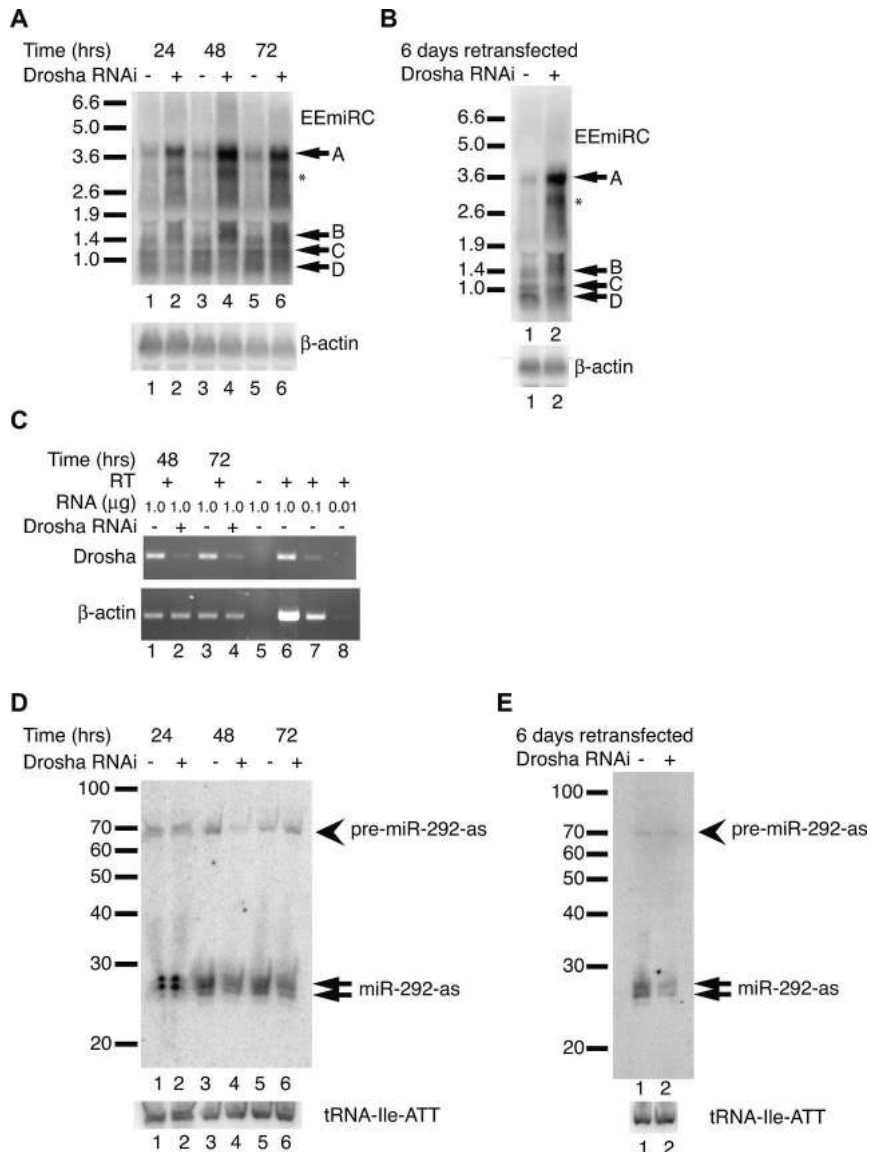 A
Time (hrs) 24 48 72
Drosha RNAi - + - + - +
6.6
5.0
3.6
2.6
1.9
1.4
1.0
EEmiRC
A
*
B
C
D
1 2 3 4 5 6
β-actin
1 2 3 4 5 6
B
6 days retransfected
Drosha RNAi - +
6.6
5.0
3.6
2.6
1.9
1.4
1.0
EEmiRC
A
*
B
C
D
1 2
β-actin
1 2
C
Time (hrs) 48 72
RT + + - + + +
RNA (µg) 1.0 1.0 1.0 1.0 1.0 1.0 0.1 0.01
Drosha RNAi - + - + - - - -
Drosha
β-actin
1 2 3 4 5 6 7 8
D
Time (hrs) 24 48 72
Drosha RNAi - + - + - +
100
70
60
50
40
30
20
pre-miR-292-as
miR-292-as
1 2 3 4 5 6
tRNA-Ile-ATT
1 2 3 4 5 6
E
6 days retransfected
Drosha RNAi - +
100
70
60
50
40
30
20
pre-miR-292-as
miR-292-as
1 2
tRNA-Ile-ATT
1 2